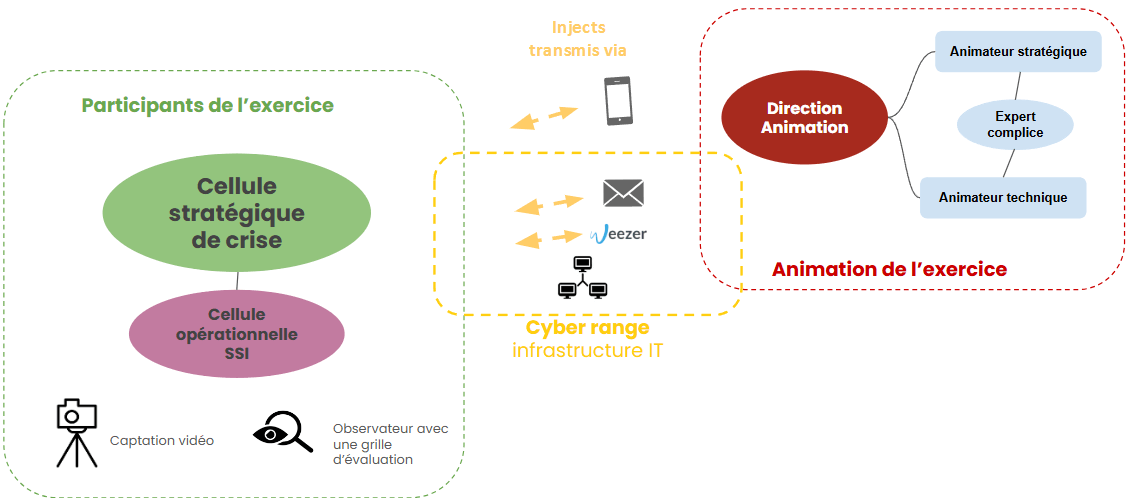 Participants de l'exercice
Cellule
stratégique
de crise
Cellule
opérationnelle
SSI
Captation vidéo
Observateur avec
une grille
d'évaluation
Injects
transmis via
Weezer
Cyber range
infrastructure IT
Direction
Animation
Animateur stratégique
Expert
complice
Animateur technique
Animation de l'exercice